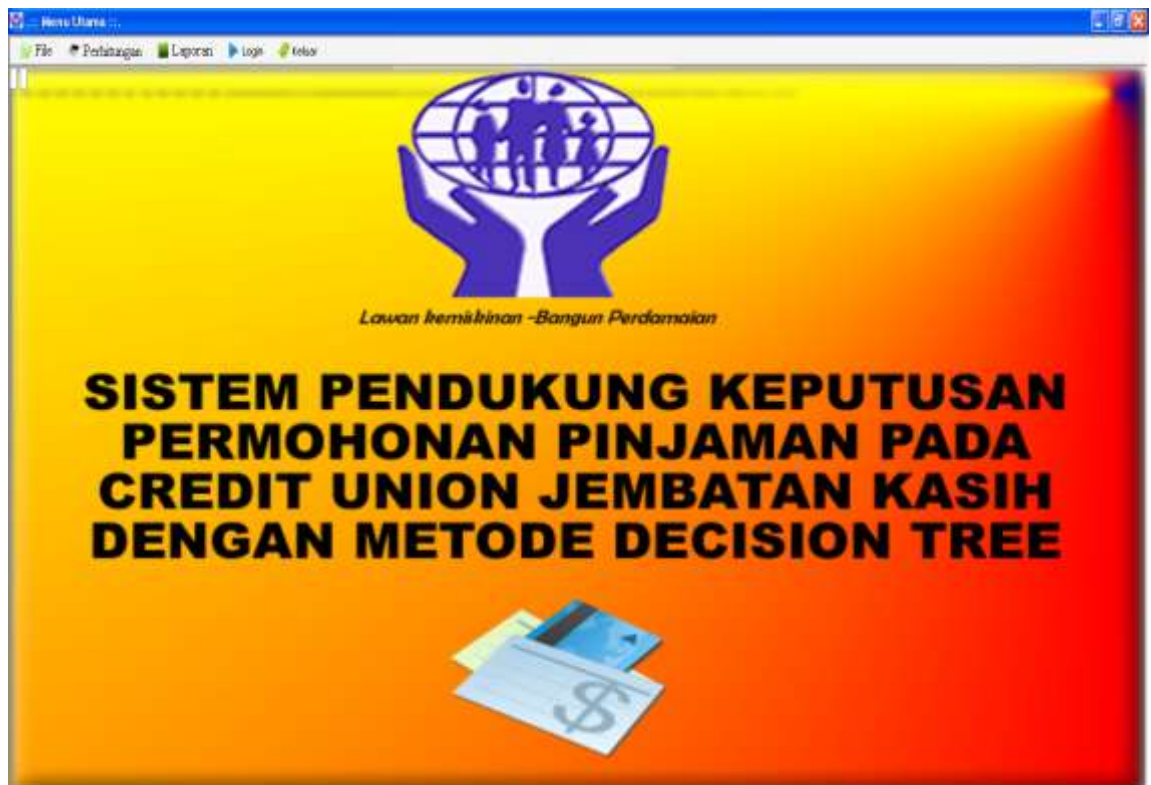 .:: Menu Utama ::.
File Perhitungan Laporan Login Keluar
Lawan kemiskinan -Bangun Perdamaian
SISTEM PENDUKUNG KEPUTUSAN
PERMOHONAN PINJAMAN PADA
CREDIT UNION JEMBATAN KASIH
DENGAN METODE DECISION TREE
$